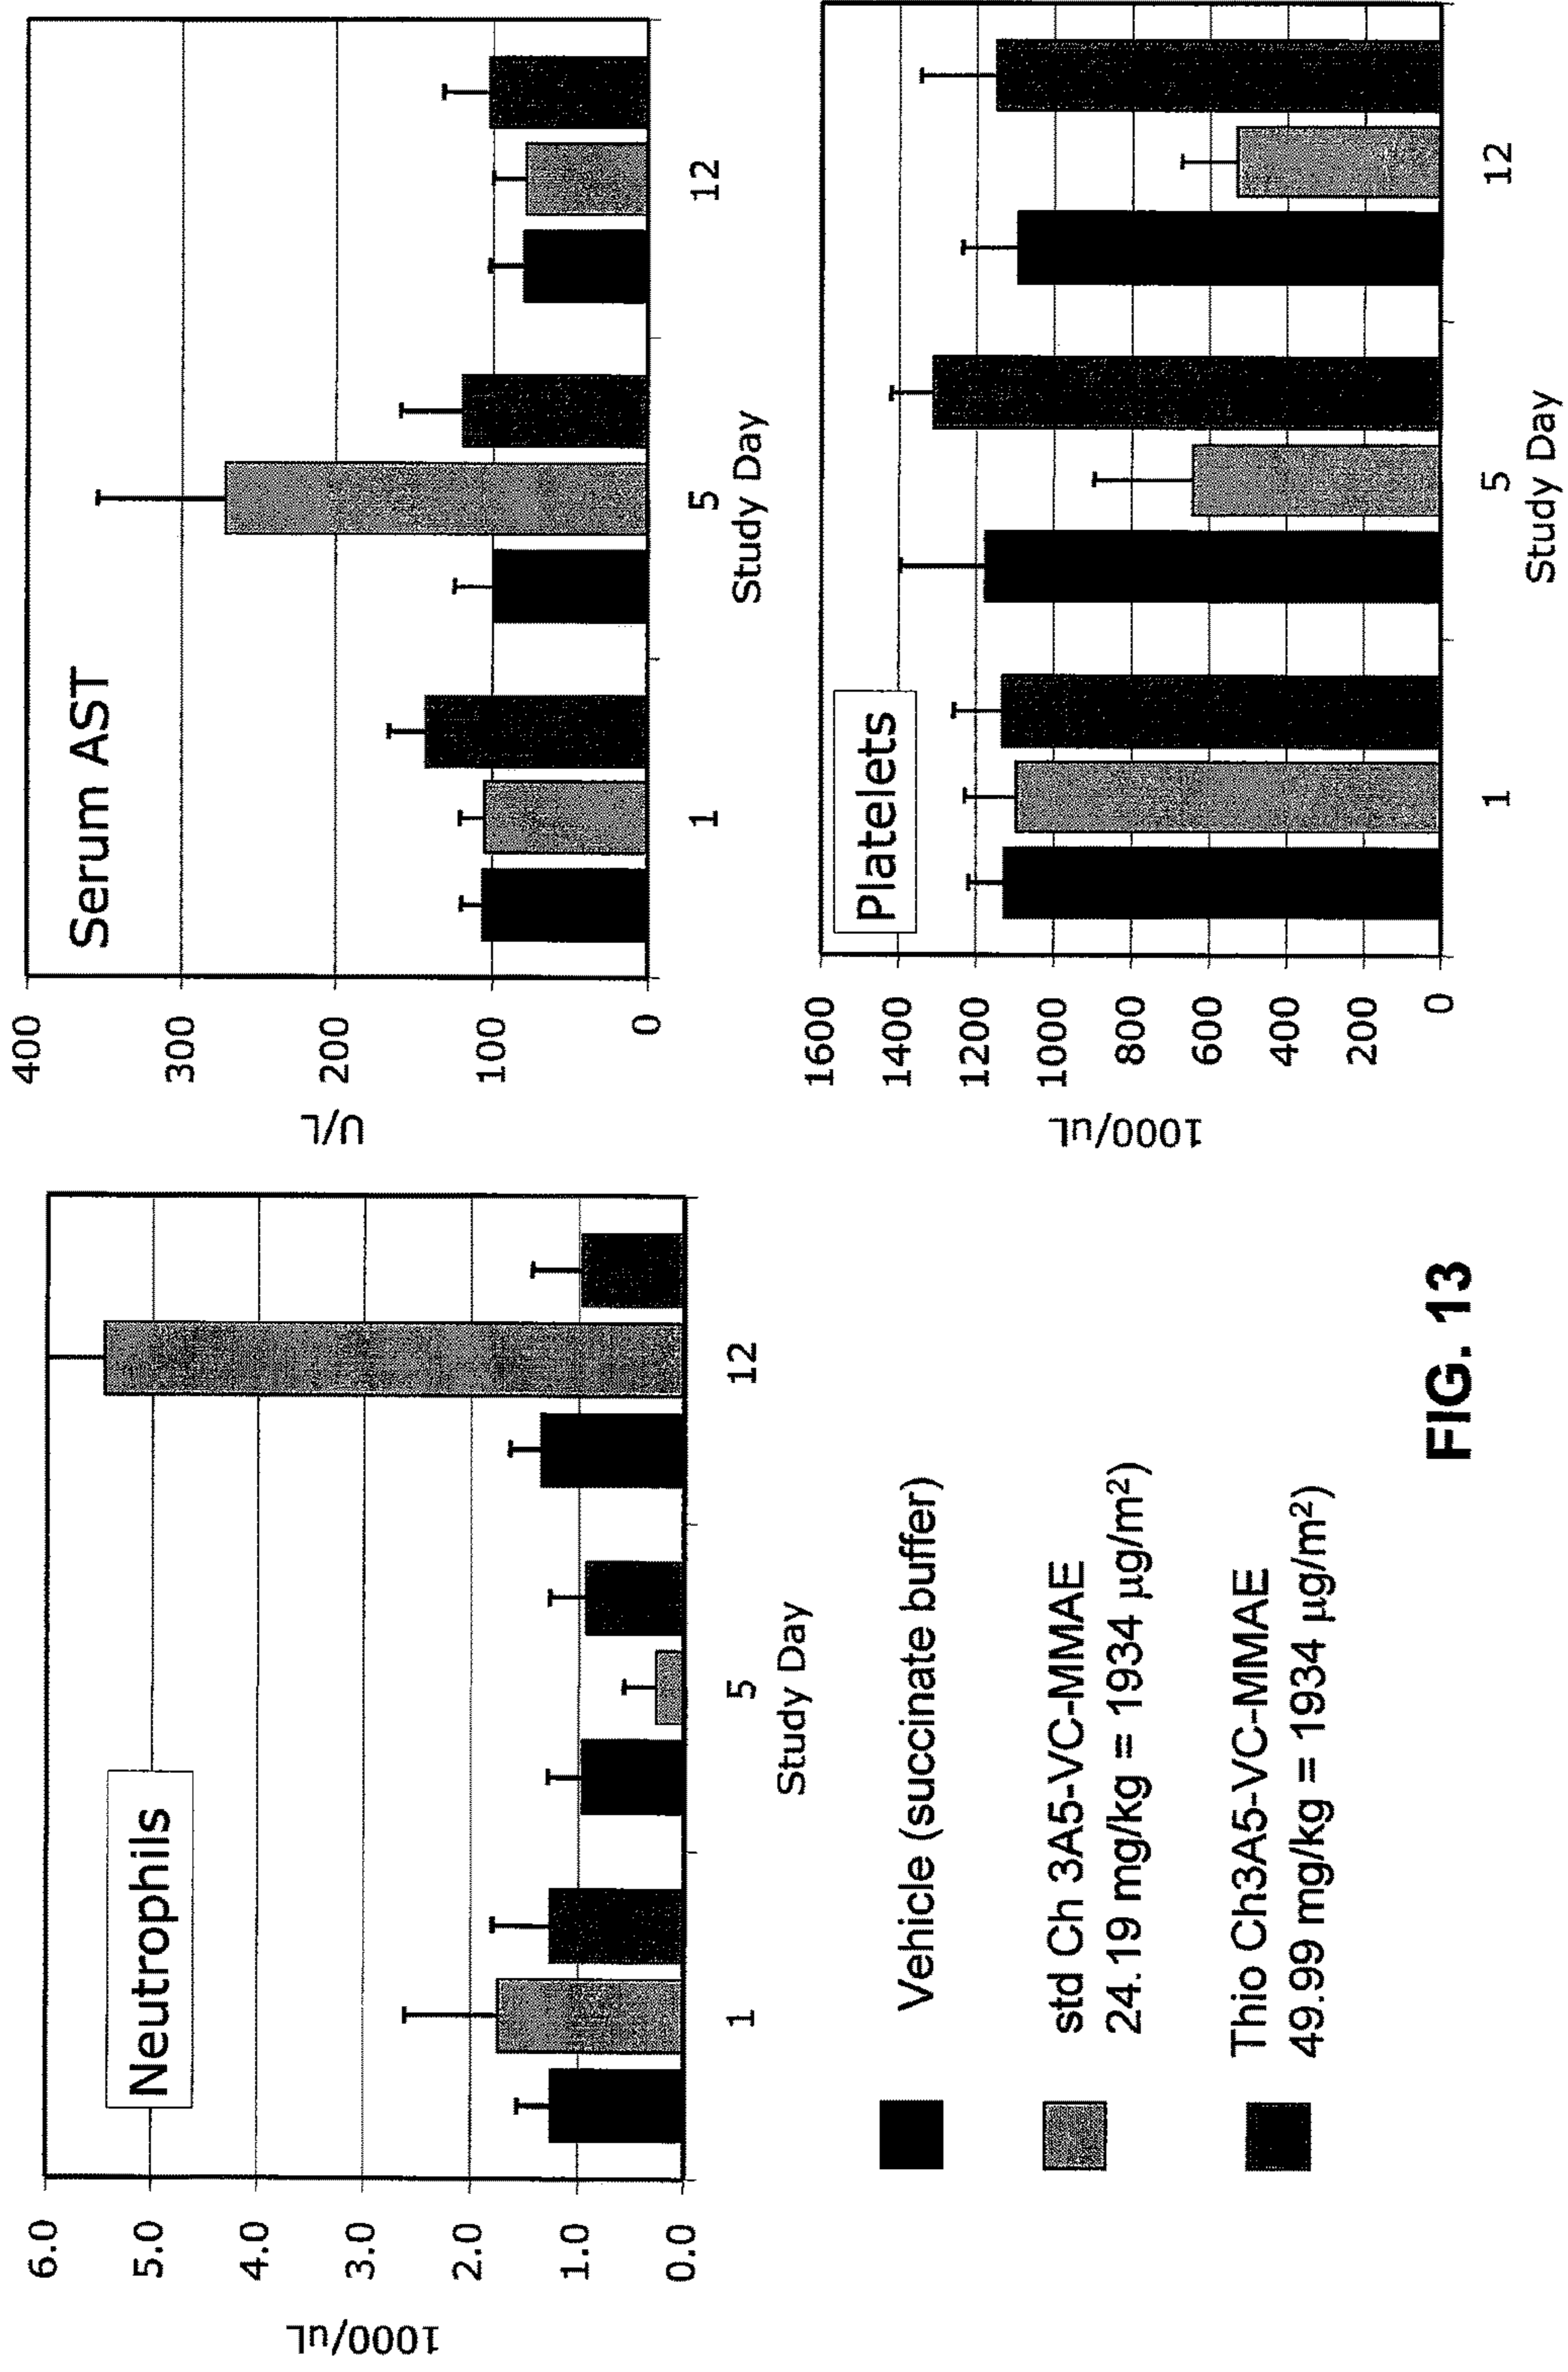 Neutrophils
1000/uL
6.0
5.0
4.0
3.0
2.0
1.0
0.0
1
5
12
Study Day
Serum AST
U/L
400
300
200
100
0
1
5
12
Study Day
Vehicle (succinate buffer)
std Ch 3A5-VC-MMAE
24.19 mg/kg = 1934 µg/m²)
Thio Ch3A5-VC-MMAE
49.99 mg/kg = 1934 µg/m²)
Platelets
1000/uL
1600
1400
1200
1000
800
600
400
200
0
1
5
12
Study Day
FIG. 13